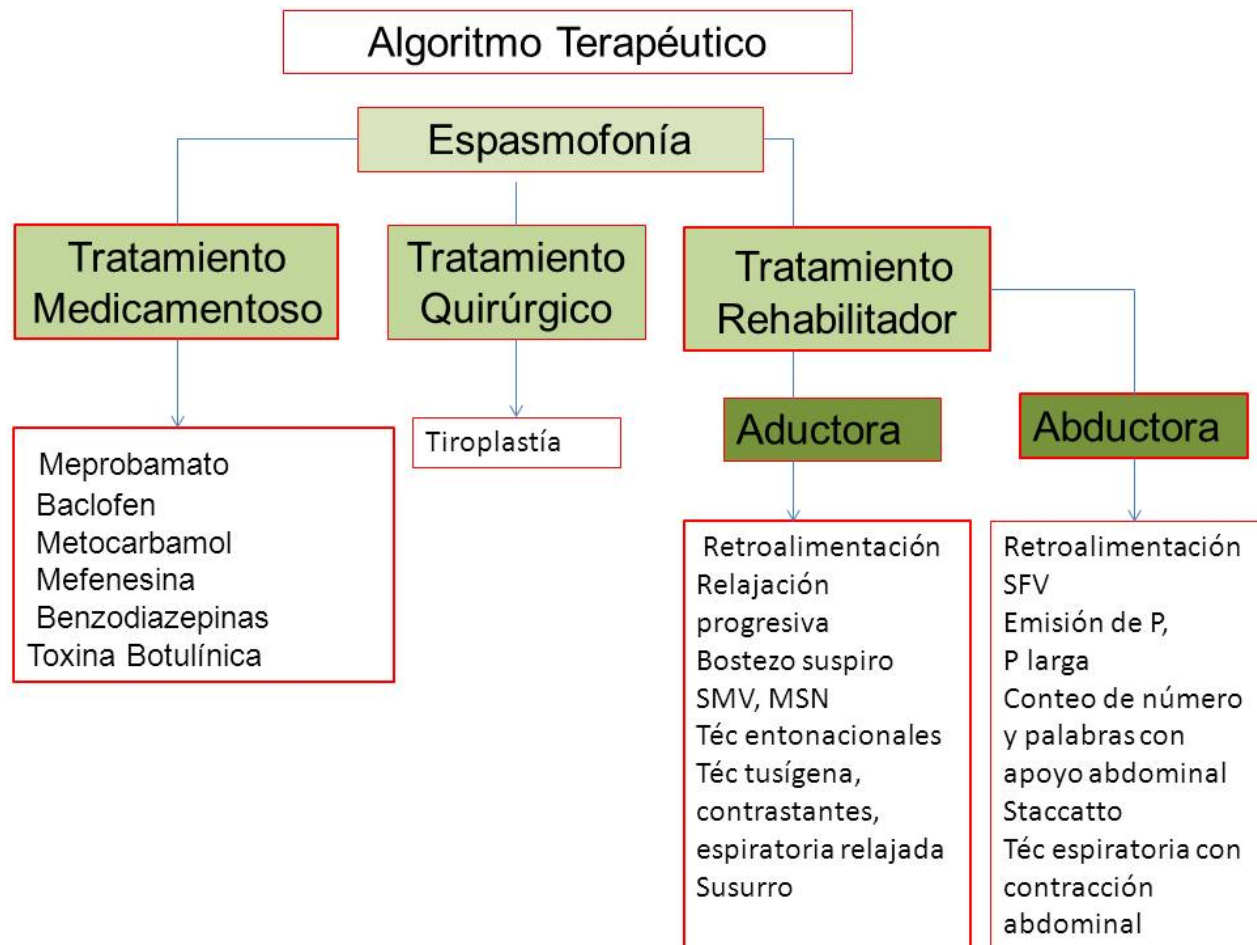 Algoritmo Terapéutico
Espasmofonía
Tratamiento
Medicamentoso
Tratamiento
Quirúrgico
Tratamiento
Rehabilitador
Meprobamato
Baclofen
Metocarbamol
Mefenesina
Benzodiazepinas
Toxina Botulínica
Tiroplastía
Aductora
Abductora
Retroalimentación
Relajación
progresiva
Bostezo suspiro
SMV, MSN
Téc entonacionales
Téc tusígena,
contrastantes,
espiratoria relajada
Susurro
Retroalimentación
SFV
Emisión de P,
P larga
Conteo de número
y palabras con
apoyo abdominal
Staccatto
Téc espiratoria con
contracción
abdominal